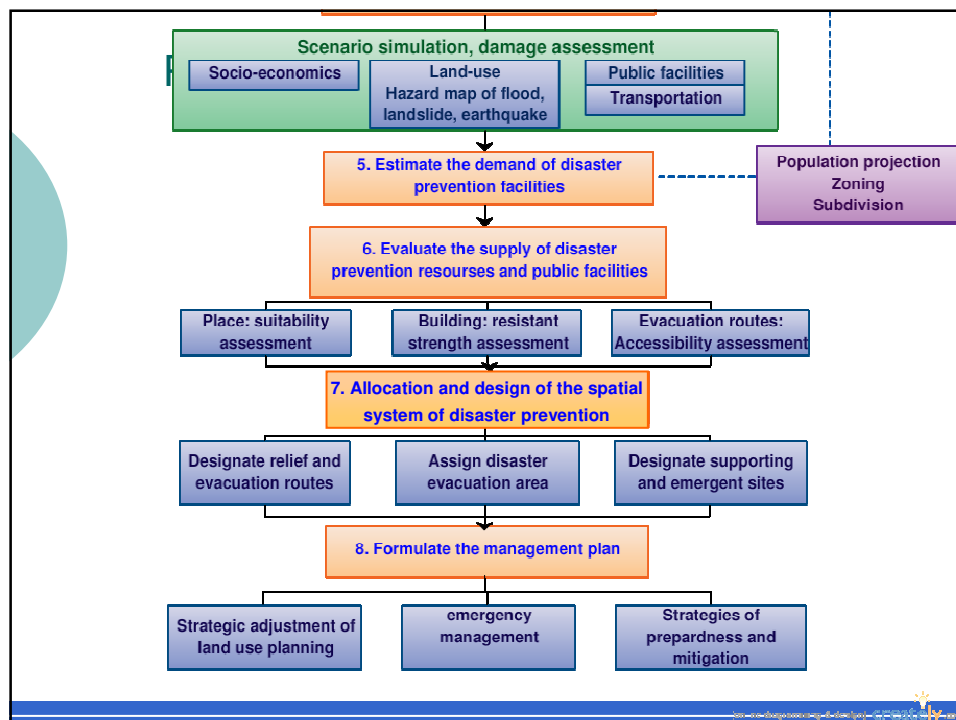 Scenario simulation, damage assessment
Socio-economics
Land-use
Hazard map of flood,
landslide, earthquake
Public facilities
Transportation
5. Estimate the demand of disaster
prevention facilities
Population projection
Zoning
Subdivision
6. Evaluate the supply of disaster
prevention resourses and public facilities
Place: suitability
assessment
Building: resistant
strength assessment
Evacuation routes:
Accessibility assessment
7. Allocation and design of the spatial
system of disaster prevention
Designate relief and
evacuation routes
Assign disaster
evacuation area
Designate supporting
and emergent sites
8. Formulate the management plan
Strategic adjustment of
land use planning
emergency
management
Strategies of
prepardness and
mitigation
creately